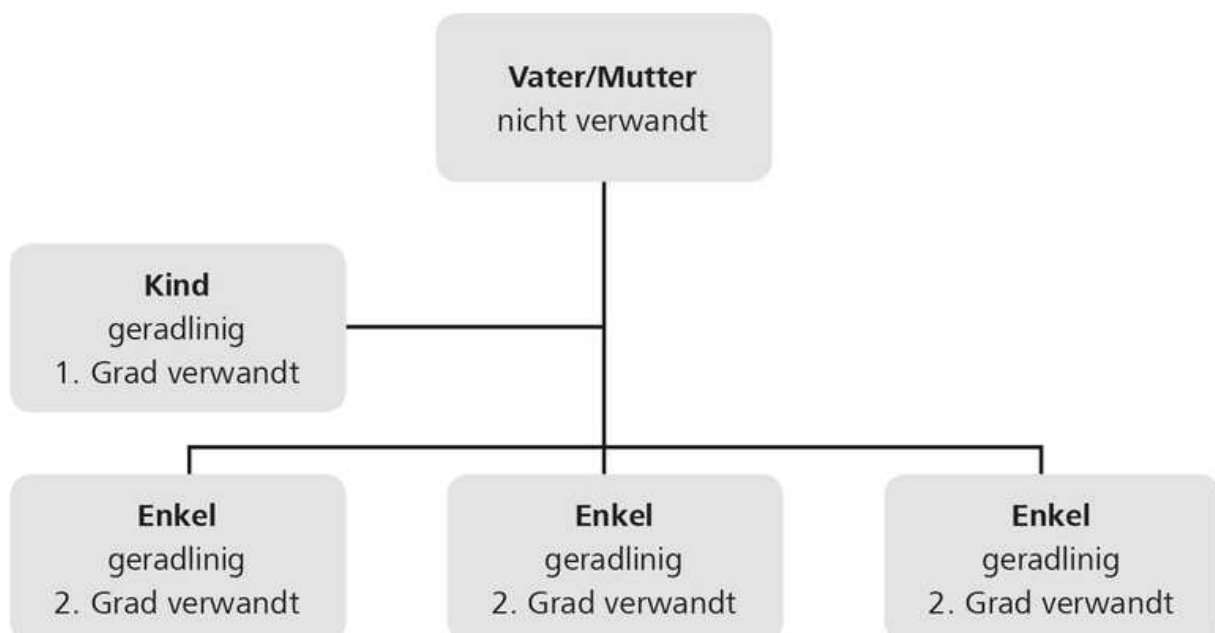 Vater/Mutter
nicht verwandt
Kind
geradlinig
1. Grad verwandt
Enkel
geradlinig
2. Grad verwandt
Enkel
geradlinig
2. Grad verwandt
Enkel
geradlinig
2. Grad verwandt